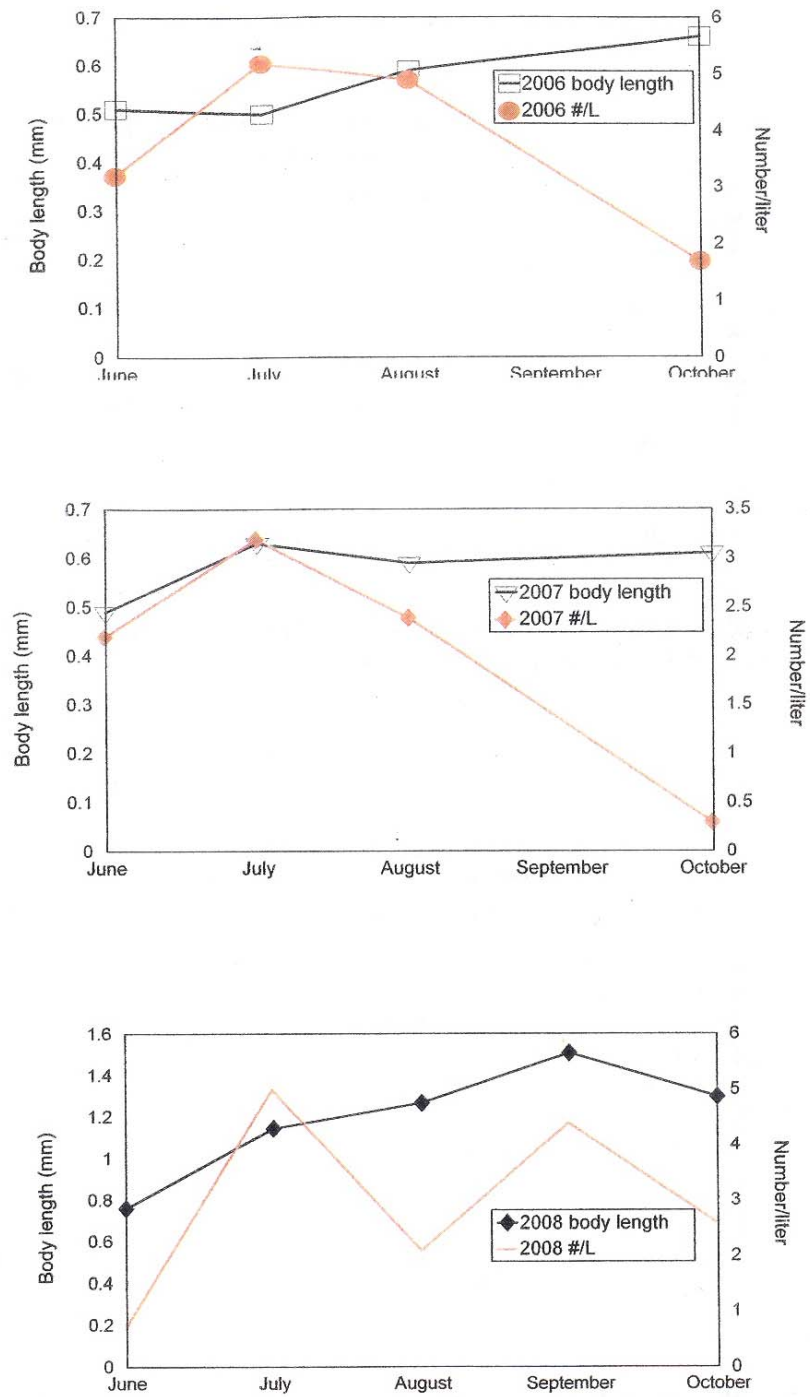 0.7
0.6
0.5
0.4
0.3
0.2
0.1
0
Body length (mm)
6
5
4
3
2
1
0
Number/liter
2006 body length
2006 #/L
June
July
August
September
October
0.7
0.6
0.5
0.4
0.3
0.2
0.1
0
Body length (mm)
3.5
3
2.5
2
1.5
1
0.5
0
Number/liter
2007 body length
2007 #/L
June
July
August
September
October
1.6
1.4
1.2
1
0.8
0.6
0.4
0.2
0
Body length (mm)
6
5
4
3
2
1
0
Number/liter
2008 body length
2008 #/L
June
July
August
September
October